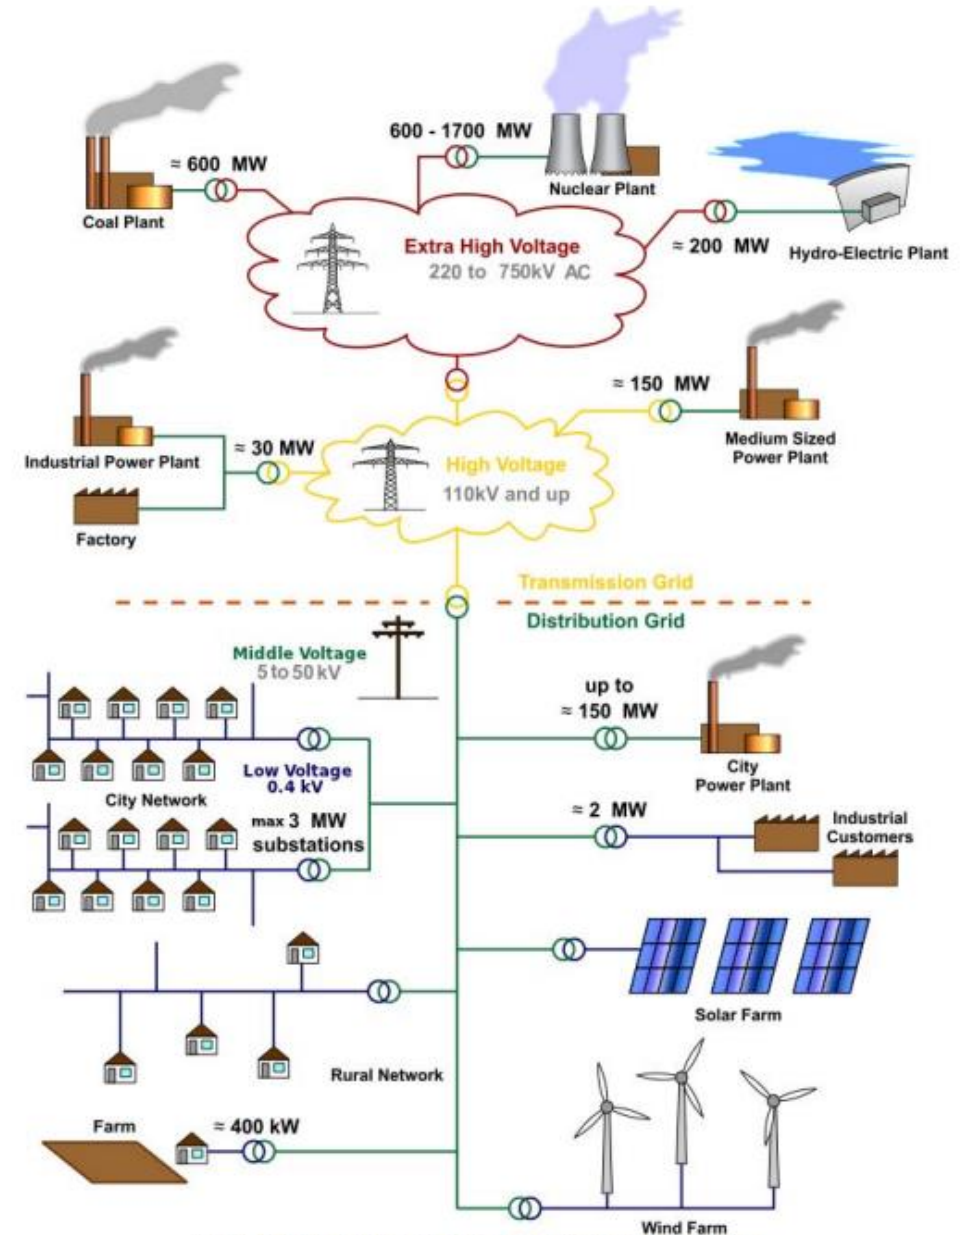 600 - 1700 MW
≈ 600 MW
Nuclear Plant
Coal Plant
≈ 200 MW
Hydro-Electric Plant
Extra High Voltage
220 to 750kV AC
≈ 150 MW
Medium Sized
Power Plant
≈ 30 MW
Industrial Power Plant
High Voltage
110kV and up
Factory
Transmission Grid
Distribution Grid
Middle Voltage
5 to 50 kV
up to
≈ 150 MW
City
Power Plant
Low Voltage
0.4 kV
City Network
max 3 MW
substations
≈ 2 MW
Industrial
Customers
Solar Farm
Rural Network
Farm
≈ 400 kW
Wind Farm